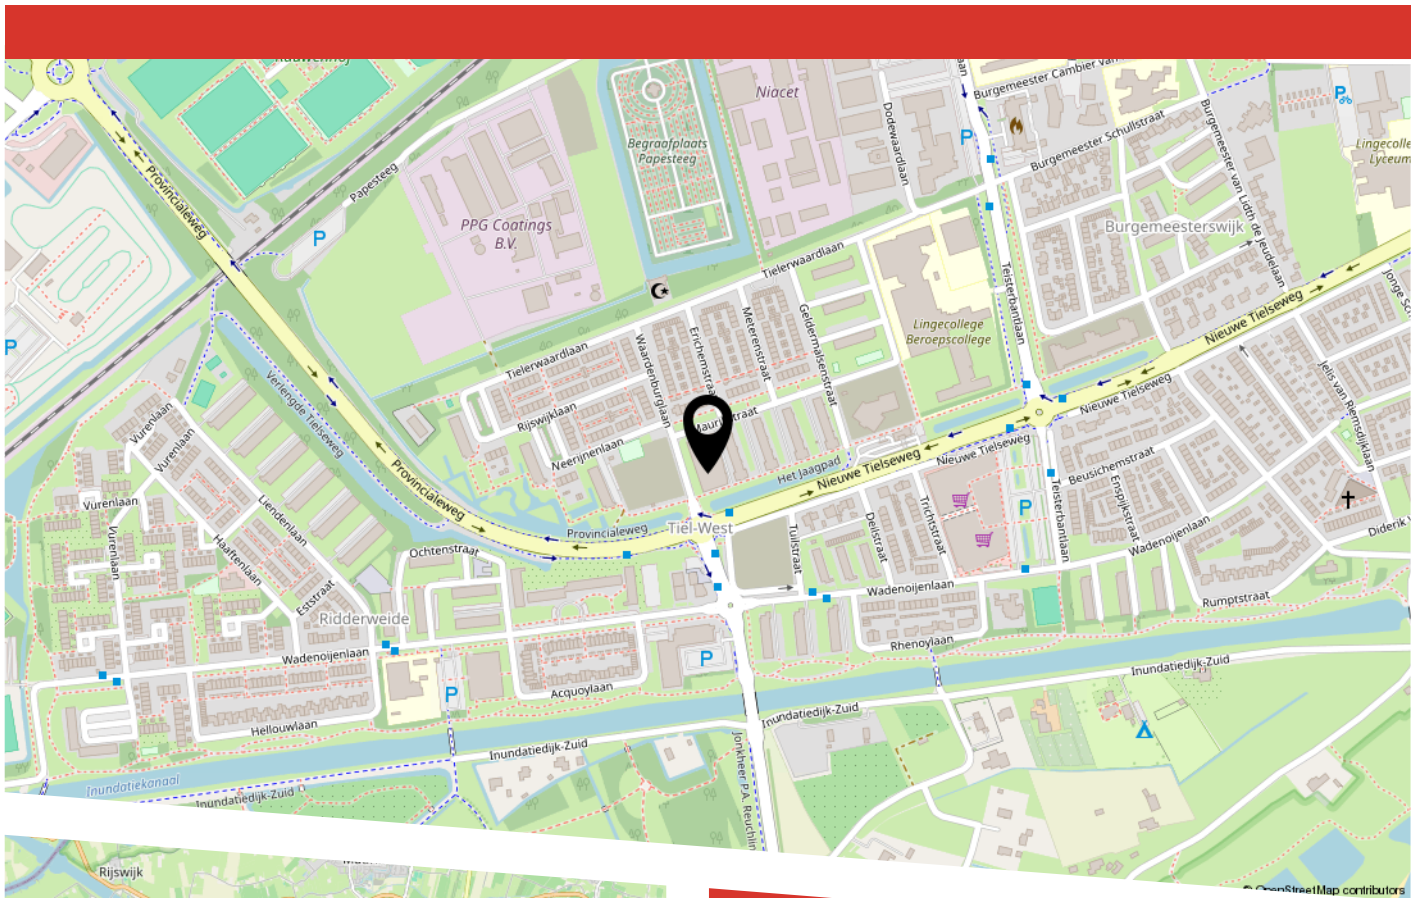 Niacet
Burgemeester Cambier van
Dodewaardlaan
Burgemeester Schullstraat
Burgemeester van Lidth de Jeudelaan
Lingecolle
Lyceum
Begraafplaats
Papesteeg
Papesteeg
Provincialeweg
PPG Coatings
B.V.
Burgemeesterswijk
Tielerwaardlaan
Teisterbantlaan
Lingecollege
Beroepscollege
Nieuwe Tielseweg
Jelis van Riemsdijklaan
Geldermalsenstraat
Meterenstraat
Erichemstraat
Waardenburglaan
Tielerwaardlaan
Rijswijklaan
Neerijnenlaan
Verlengde Tielseweg
Vurenlaan
Vurenlaan
Vurenlaan
Vurenlaan
Liendenlaan
Haaftenlaan
Eststraat
Ridderweide
Provincialeweg
Provincialeweg
Ochtenstraat
Tiel-West
Het Jaagpad
Nieuwe Tielseweg
Nieuwe Tielseweg
Nieuwe Tielseweg
Beusichemstraat
Enspijkstraat
Teisterbantlaan
Trichtstraat
Deilstraat
Tuilstraat
Wadenoijenlaan
Wadenoijenlaan
Wadenoijenlaan
Rumptstraat
Rhenoylaan
Acquoylaan
Hellouwlaan
Inundatiedijk-Zuid
Inundatiedijk-Zuid
Inundatiedijk-Zuid
Inundatiedijk-Zuid
Inundatiekanaal
Jonkheer P.A. Reuchlin
Diderik
P
P
P
P
P
P
P
Rijswijk
© OpenStreetMap contributors